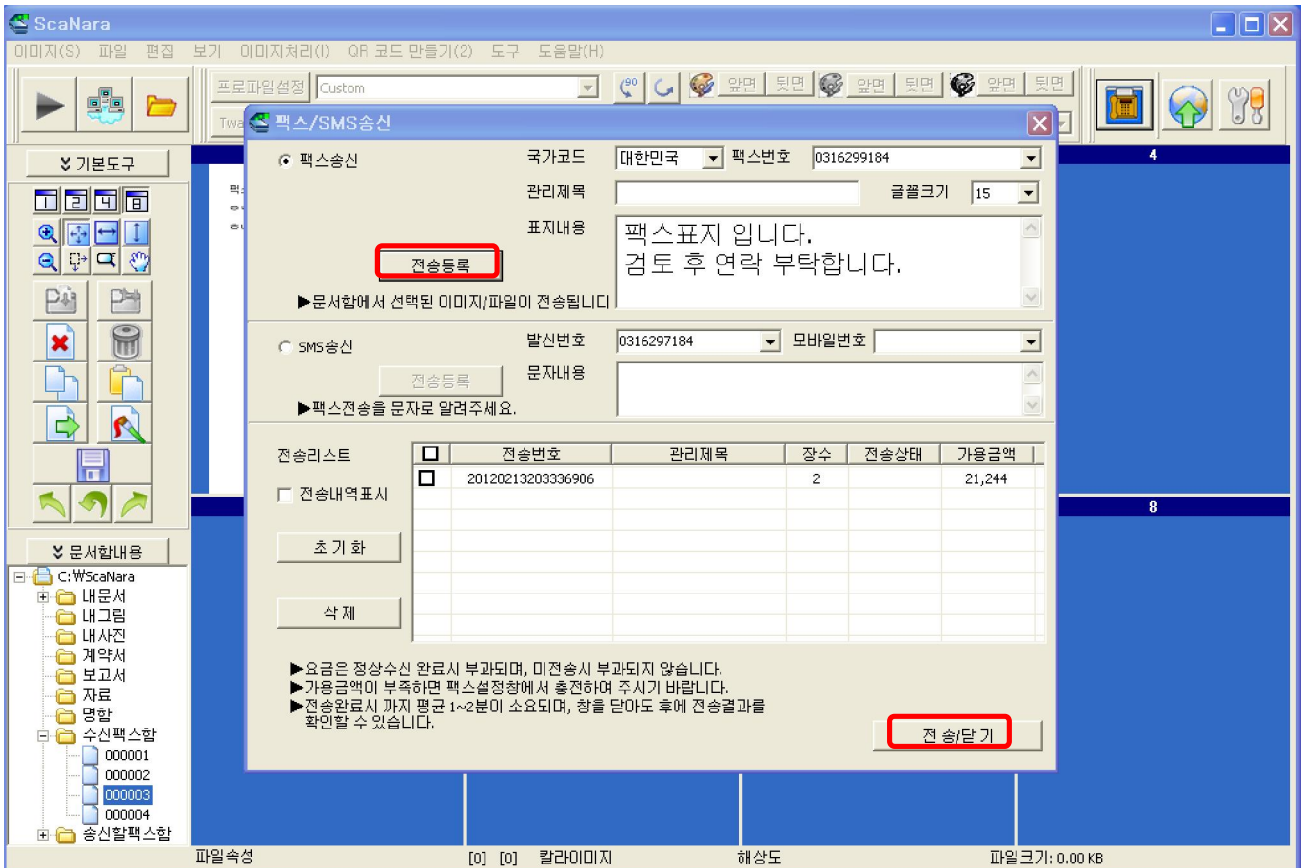 ScaNara
이미지(S) 파일 편집 보기 이미지처리(I) QR 코드 만들기(2) 도구 도움말(H)
프로파일설정 Custom 90 앞면 뒷면 앞면 뒷면 앞면 뒷면
Twa
팩스/SMS송신
기본도구
1 2 4 8
4
팩스송신 국가코드 대한민국 팩스번호 0316299184
관리제목 글꼴크기 15
표지내용 팩스표지 입니다.
검토 후 연락 부탁합니다.
전송등록
▶문서함에서 선택된 이미지/파일이 전송됩니디
SMS송신 발신번호 0316297184 모바일번호
전송등록 문자내용
▶팩스전송을 문자로 알려주세요.
전송리스트 전송번호 관리제목 장수 전송상태 가용금액
20120213203336906 2 21,244
전송내역표시
8
초 기 화
삭 제
▶요금은 정상수신 완료시 부과되며, 미전송시 부과되지 않습니다.
▶가용금액이 부족하면 팩스설정창에서 충전하여 주시기 바랍니다.
▶전송완료시 까지 평균 1~2분이 소요되며, 창을 닫아도 후에 전송결과를
확인할 수 있습니다.
전 송/닫 기
문서함내용
C:₩ScaNara
내문서
내그림
내사진
계약서
보고서
자료
명함
수신팩스함
000001
000002
000003
000004
송신할팩스함
파일속성 [0] [0] 칼라이미지 해상도 파일크기: 0.00 KB